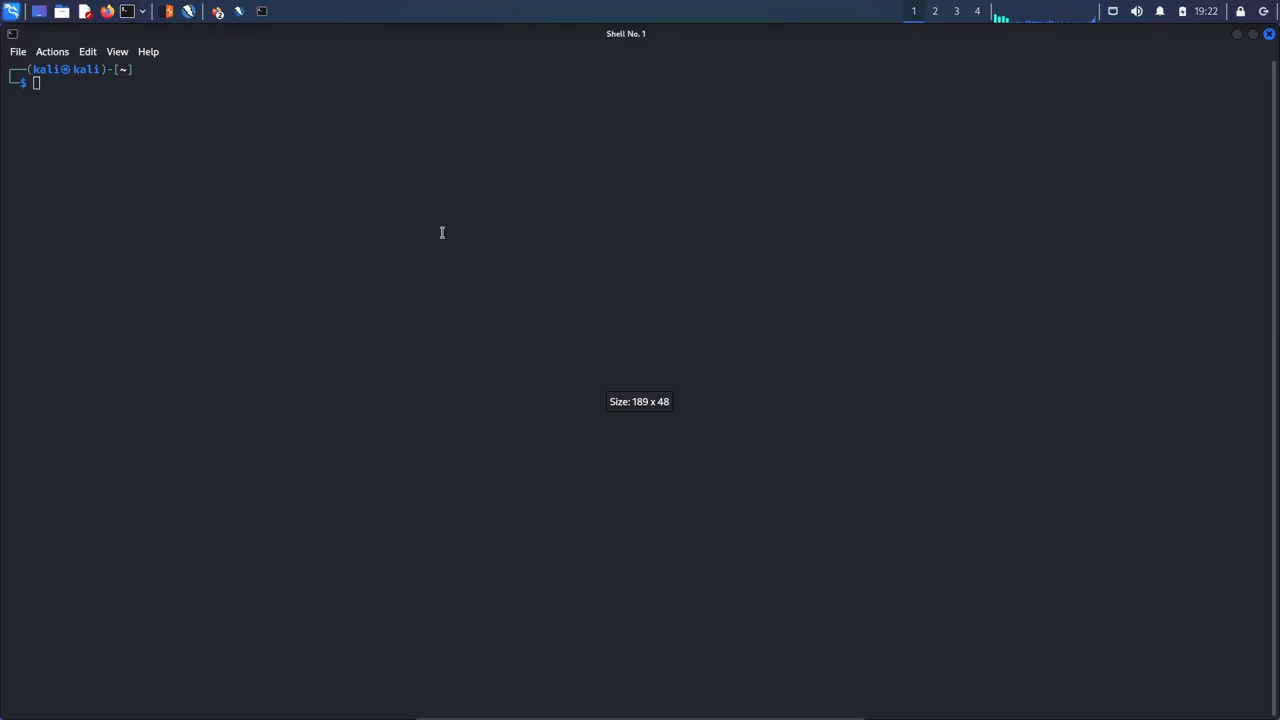 1 2 3 4 19:22
Shell No. 1
File Actions Edit View Help
┌──(kali㉿kali)-[~]
└─$
Size: 189 x 48